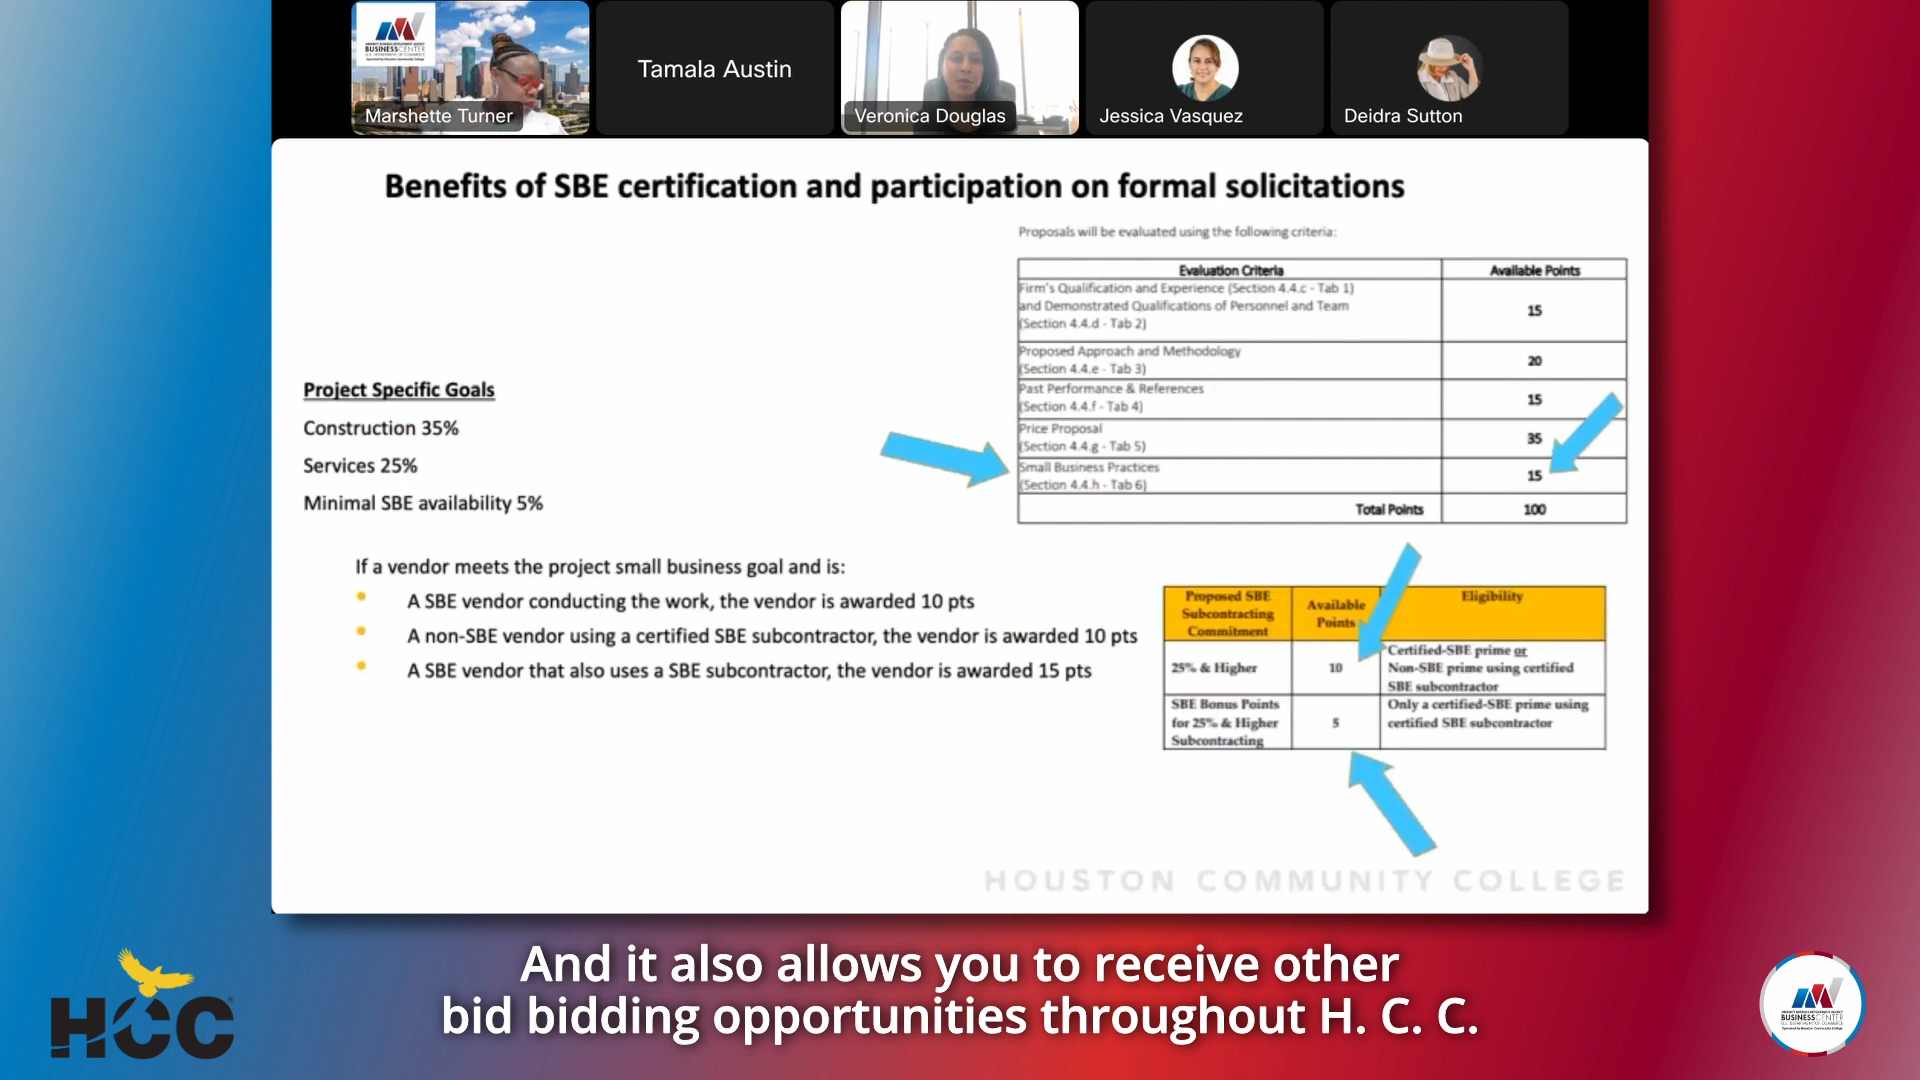 BUSINESSCENTER
Marshette Turner
Tamala Austin
Veronica Douglas
Jessica Vasquez
Deidra Sutton
Benefits of SBE certification and participation on formal solicitations
Proposals will be evaluated using the following criteria:
Evaluation Criteria Available Points
Firm's Qualification and Experience (Section 4.4.c - Tab 1)
and Demonstrated Qualifications of Personnel and Team
(Section 4.4.d - Tab 2)
15
Proposed Approach and Methodology
(Section 4.4.e - Tab 3)
20
Past Performance & References
(Section 4.4.f - Tab 4)
15
Price Proposal
(Section 4.4.g - Tab 5)
35
Small Business Practices
(Section 4.4.h - Tab 6)
15
Total Points 100
Project Specific Goals
Construction 35%
Services 25%
Minimal SBE availability 5%
If a vendor meets the project small business goal and is:
A SBE vendor conducting the work, the vendor is awarded 10 pts
A non-SBE vendor using a certified SBE subcontractor, the vendor is awarded 10 pts
A SBE vendor that also uses a SBE subcontractor, the vendor is awarded 15 pts
Proposed SBE
Subcontracting
Commitment
Available
Points
Eligibility
25% & Higher
10
Certified-SBE prime or
Non-SBE prime using certified
SBE subcontractor
SBE Bonus Points
for 25% & Higher
Subcontracting
5
Only a certified-SBE prime using
certified SBE subcontractor
HOUSTON COMMUNITY COLLEGE
And it also allows you to receive other
bid bidding opportunities throughout H. C. C.
HCC
BUSINESSCENTER